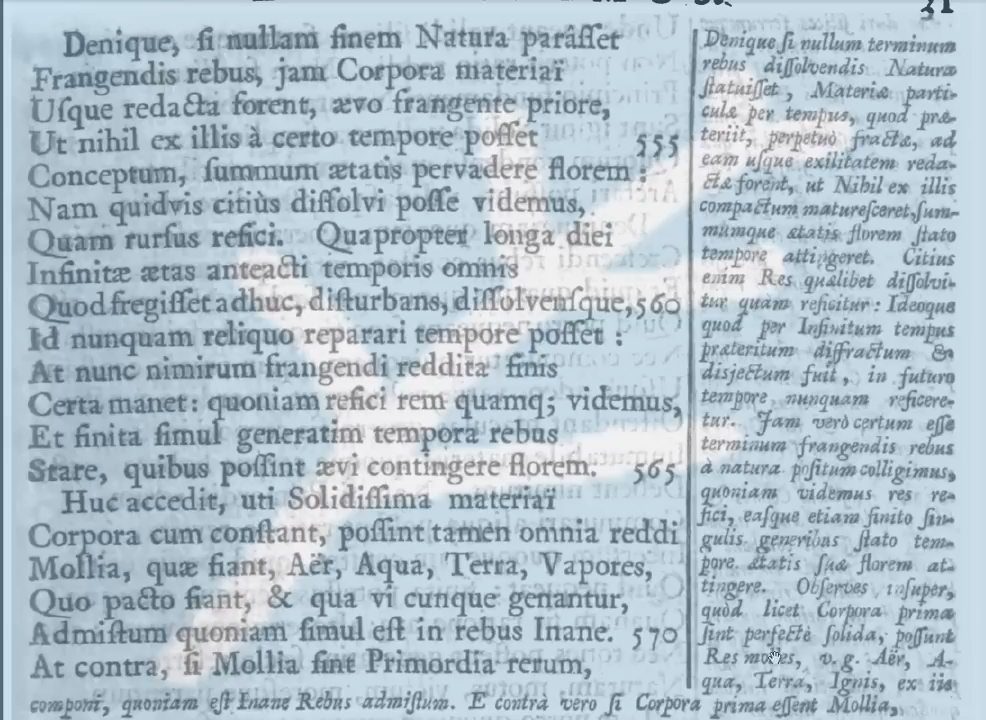 31
Denique, ſi nullam finem Natura parâſſet
Frangendis rebus, jam Corpora materiaï
Uſque redacta forent, ævo frangente priore,
Ut nihil ex illis à certo tempore poſſet 555
Conceptum, ſummum ætatis pervadere florem:
Nam quidvis citiùs diſſolvi poſſe videmus,
Quam rurſus refici. Quapropter longa diei
Infinitæ ætas anteacti temporis omnis
Quod fregiſſet adhuc, diſturbans, diſſolvenſque, 560
Id nunquam reliquo reparari tempore poſſet:
At nunc nimirum frangendi reddita finis
Certa manet: quoniam refici rem quamq; videmus,
Et finita ſimul generatim tempora rebus
Stare, quibus poſſint ævi contingere florem. 565
Huc accedit, uti Solidiſſima materiaï
Corpora cum conſtant, poſſint tamen omnia reddi
Mollia, quæ fiant, Aër, Aqua, Terra, Vapores,
Quo pacto fiant, & qua vi cunque genantur,
Admiſtum quoniam ſimul eſt in rebus Inane. 570
At contra, ſi Mollia ſint Primordia rerum,
Denique ſi nullum terminum
rebus diſſolvendis Natura
ſtatuiſſet, Materiæ parti-
culæ per tempus, quod præ-
teriit, perpetuò fractæ, ad
eam uſque exilitatem reda-
ctæ forent, ut Nihil ex illis
compactum matureſceret, ſum-
mumque ætatis florem ſtato
tempore attingeret. Citius
enim Res quælibet diſſolvi-
tur quam reficitur: Ideoque
quod per Infinitum tempus
præteritum diffractum &
disjectum fuit, in futuro
tempore nunquam reficere-
tur. Jam verò certum eſſe
terminum frangendis rebus
à natura poſitum colligimus,
quoniam videmus res re-
fici, eaſque etiam finito ſin-
gulis generibus ſtato tem-
pore ætatis ſuæ florem at-
tingere. Obſerves inſuper,
quòd licet Corpora prima
ſint perfectè ſolida, poſſunt
Res molles, v. g. Aër, A-
qua, Terra, Ignis, ex iis
componi, quoniam eſt Inane Rebus admiſtum. E contra vero ſi Corpora prima eſſent Mollia,